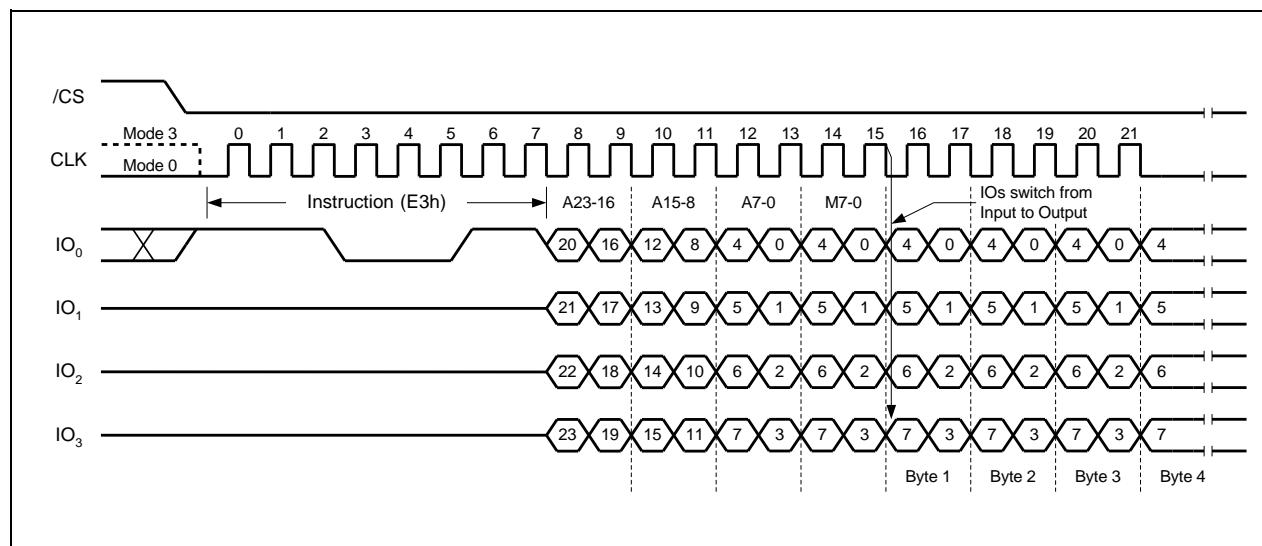 /CS
Mode 3
0 1 2 3 4 5 6 7 8 9 10 11 12 13 14 15 16 17 18 19 20 21
CLK
Mode 0
Instruction (E3h)
A23-16 A15-8 A7-0 M7-0
IOs switch from
Input to Output
IO0 20 16 12 8 4 0 4 0 4 0 4 0 4 0 4
IO1 21 17 13 9 5 1 5 1 5 1 5 1 5 1 5
IO2 22 18 14 10 6 2 6 2 6 2 6 2 6 2 6
IO3 23 19 15 11 7 3 7 3 7 3 7 3 7 3 7
Byte 1 Byte 2 Byte 3 Byte 4